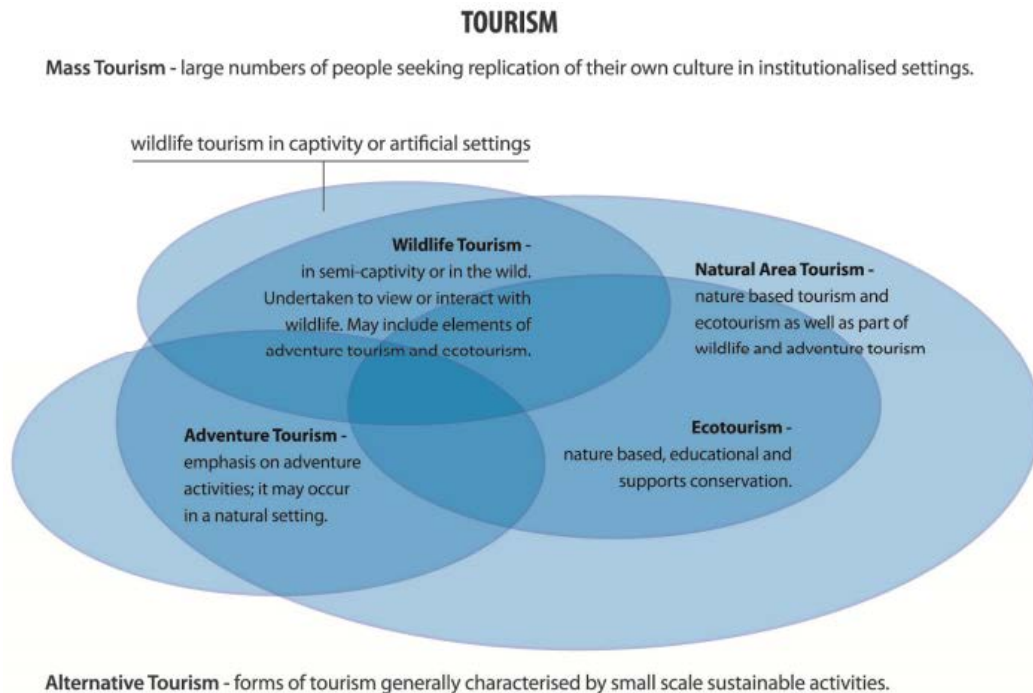 TOURISM
Mass Tourism - large numbers of people seeking replication of their own culture in institutionalised settings.
wildlife tourism in captivity or artificial settings
Wildlife Tourism -
in semi-captivity or in the wild.
Undertaken to view or interact with
wildlife. May include elements of
adventure tourism and ecotourism.
Natural Area Tourism -
nature based tourism and
ecotourism as well as part of
wildlife and adventure tourism
Adventure Tourism -
emphasis on adventure
activities; it may occur
in a natural setting.
Ecotourism -
nature based, educational and
supports conservation.
Alternative Tourism - forms of tourism generally characterised by small scale sustainable activities.